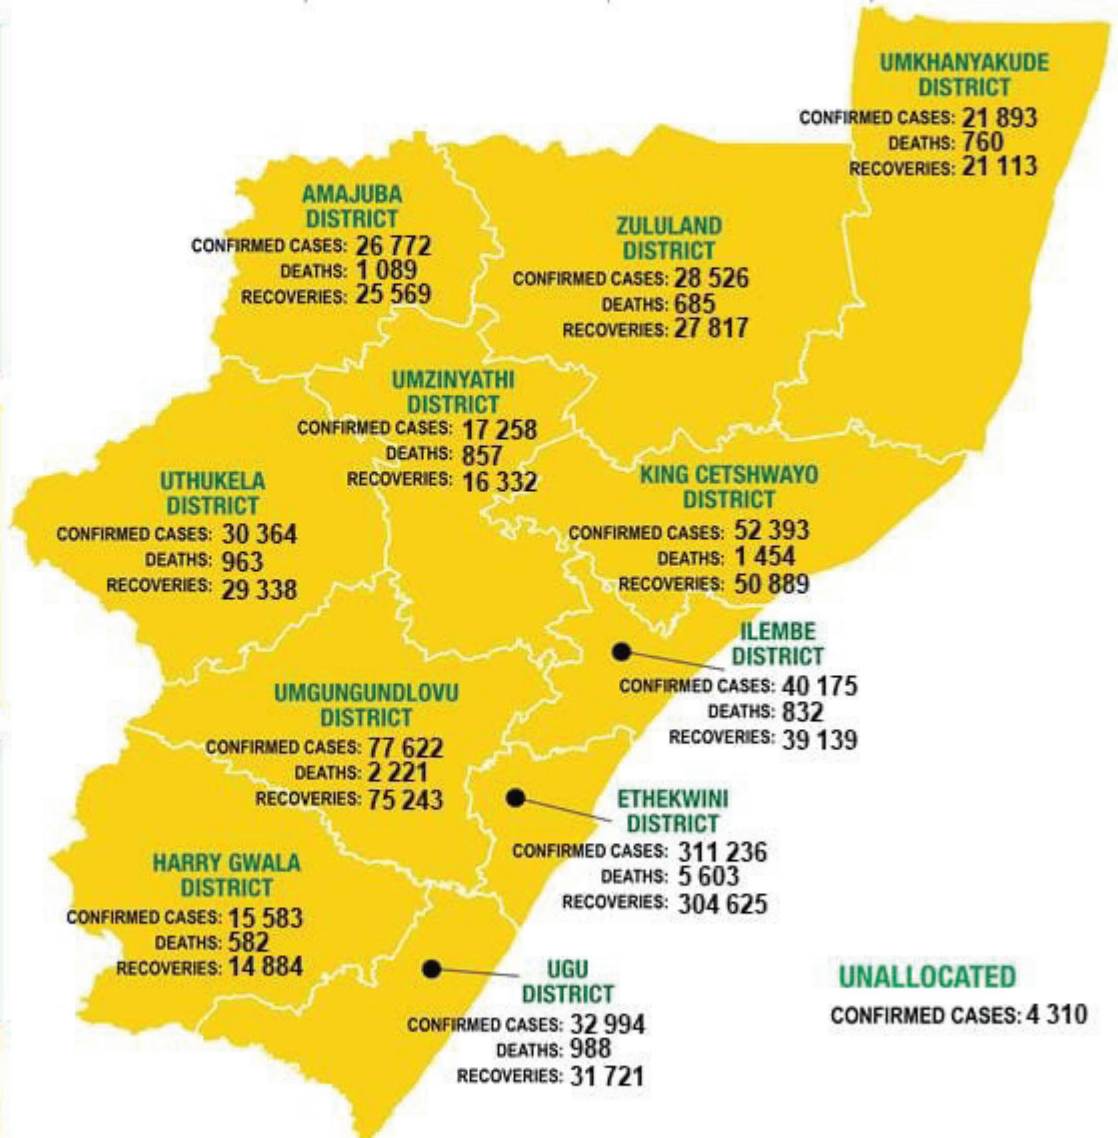 UMKHANYAKUDE
DISTRICT
CONFIRMED CASES: 21 893
DEATHS: 760
RECOVERIES: 21 113
AMAJUBA
DISTRICT
CONFIRMED CASES: 26 772
DEATHS: 1 089
RECOVERIES: 25 569
ZULULAND
DISTRICT
CONFIRMED CASES: 28 526
DEATHS: 685
RECOVERIES: 27 817
UMZINYATHI
DISTRICT
CONFIRMED CASES: 17 258
DEATHS: 857
RECOVERIES: 16 332
UTHUKELA
DISTRICT
CONFIRMED CASES: 30 364
DEATHS: 963
RECOVERIES: 29 338
KING CETSHWAYO
DISTRICT
CONFIRMED CASES: 52 393
DEATHS: 1 454
RECOVERIES: 50 889
ILEMBE
DISTRICT
CONFIRMED CASES: 40 175
DEATHS: 832
RECOVERIES: 39 139
UMGUNGUNDLOVU
DISTRICT
CONFIRMED CASES: 77 622
DEATHS: 2 221
RECOVERIES: 75 243
ETHEKWINI
DISTRICT
CONFIRMED CASES: 311 236
DEATHS: 5 603
RECOVERIES: 304 625
HARRY GWALA
DISTRICT
CONFIRMED CASES: 15 583
DEATHS: 582
RECOVERIES: 14 884
UGU
DISTRICT
CONFIRMED CASES: 32 994
DEATHS: 988
RECOVERIES: 31 721
UNALLOCATED
CONFIRMED CASES: 4 310